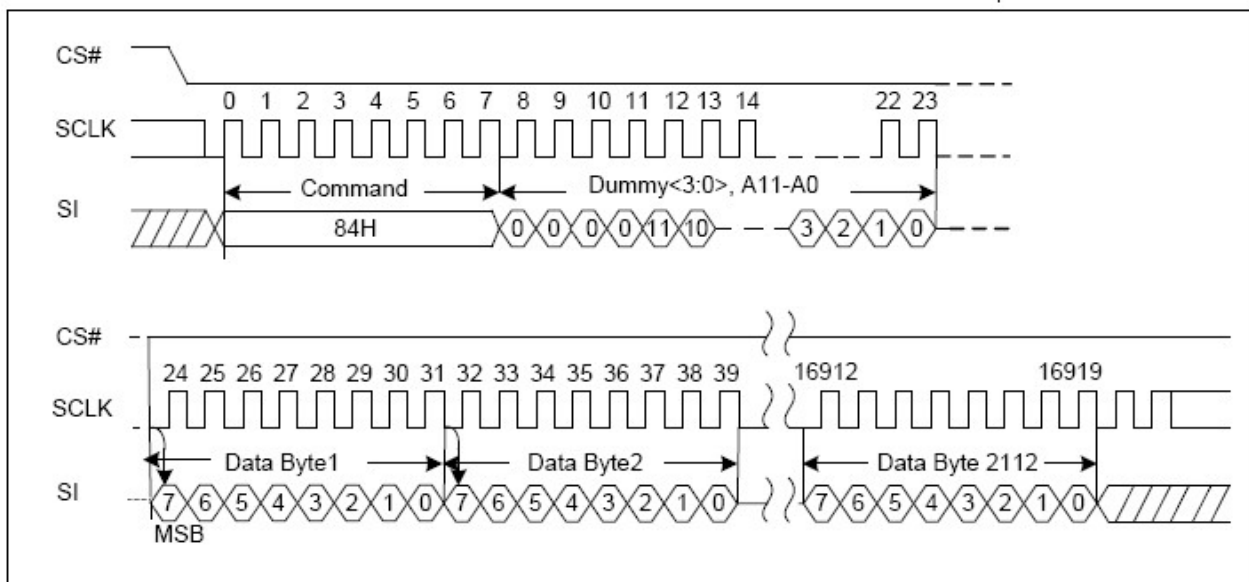 CS#
0 1 2 3 4 5 6 7 8 9 10 11 12 13 14 22 23
SCLK
Command Dummy<3:0>, A11-A0
SI
84H 0 0 0 0 11 10 3 2 1 0
CS#
24 25 26 27 28 29 30 31 32 33 34 35 36 37 38 39 16912 16919
SCLK
Data Byte1 Data Byte2 Data Byte 2112
SI
7 6 5 4 3 2 1 0 7 6 5 4 3 2 1 0 7 6 5 4 3 2 1 0
MSB